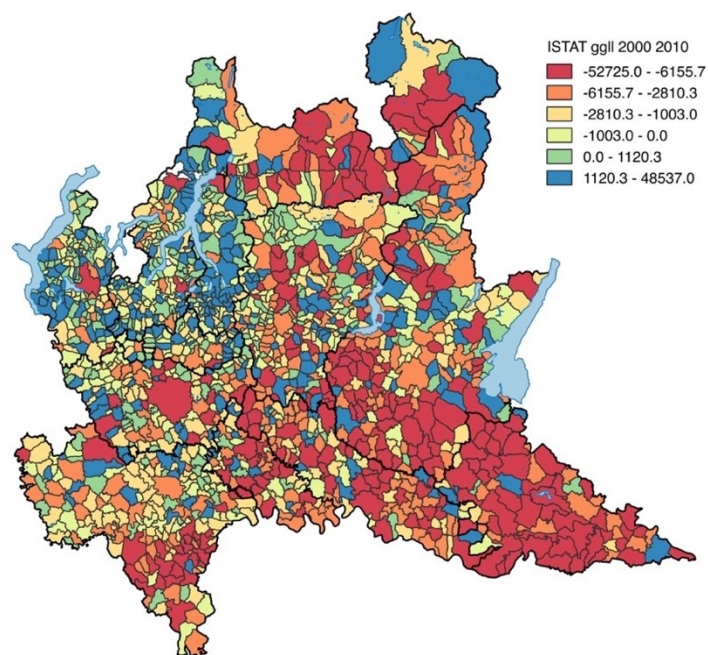 ISTAT ggll 2000 2010
-52725.0 - -6155.7
-6155.7 - -2810.3
-2810.3 - -1003.0
-1003.0 - 0.0
0.0 - 1120.3
1120.3 - 48537.0